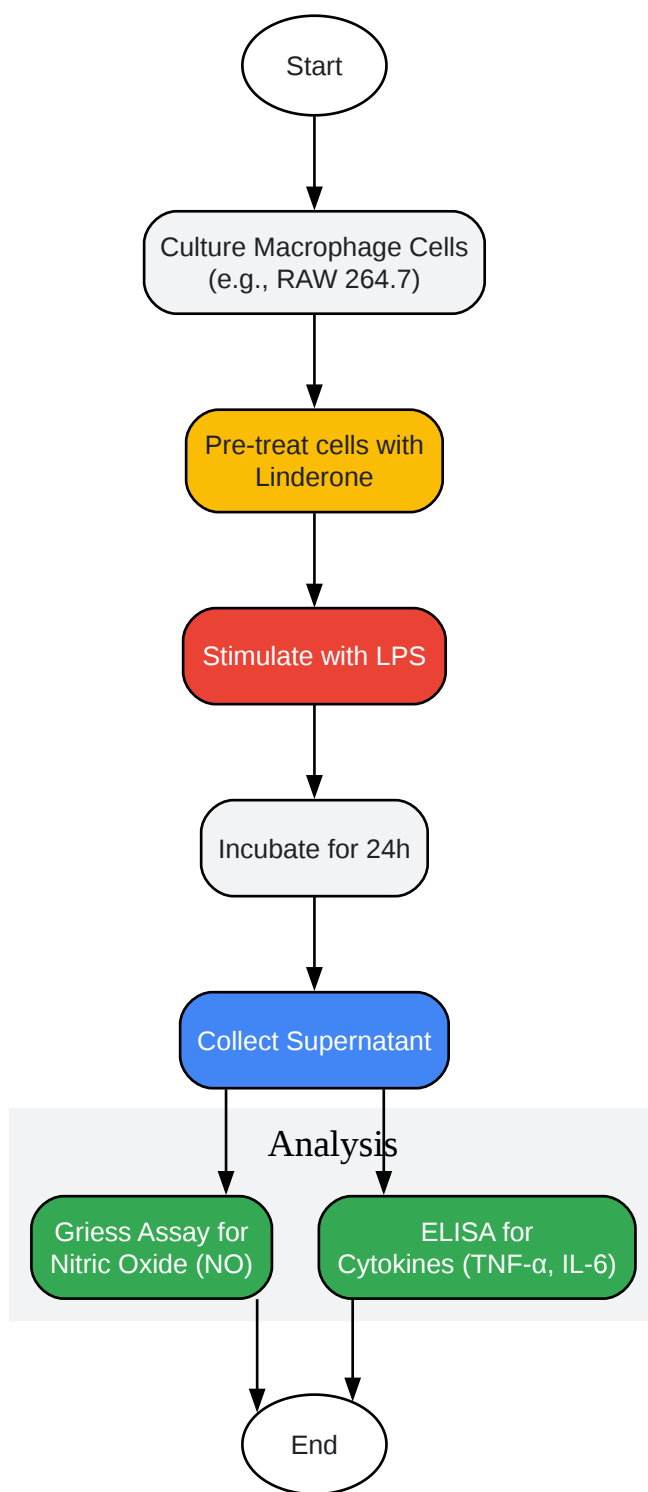 Start
Culture Macrophage Cells
(e.g., RAW 264.7)
Pre-treat cells with
Linderone
Stimulate with LPS
Incubate for 24h
Collect Supernatant
Analysis
Griess Assay for
Nitric Oxide (NO)
ELISA for
Cytokines (TNF-α, IL-6)
End